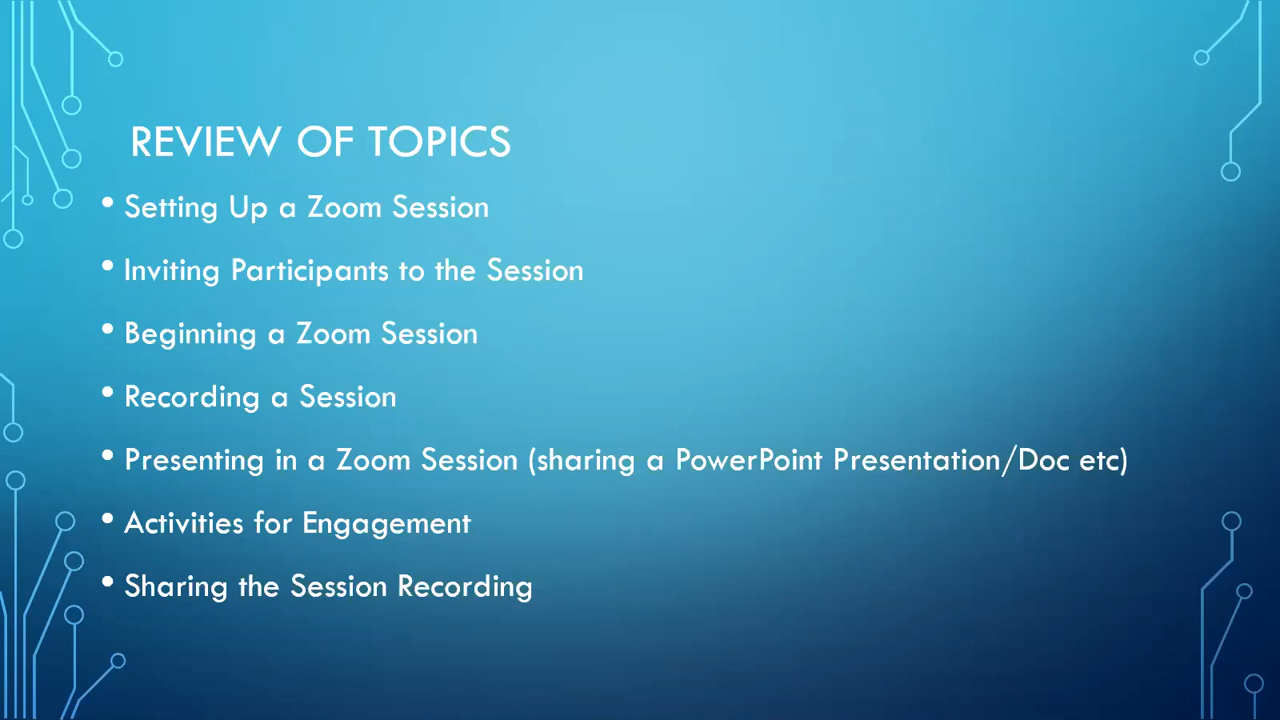 REVIEW OF TOPICS
• Setting Up a Zoom Session
• Inviting Participants to the Session
• Beginning a Zoom Session
• Recording a Session
• Presenting in a Zoom Session (sharing a PowerPoint Presentation/Doc etc)
• Activities for Engagement
• Sharing the Session Recording